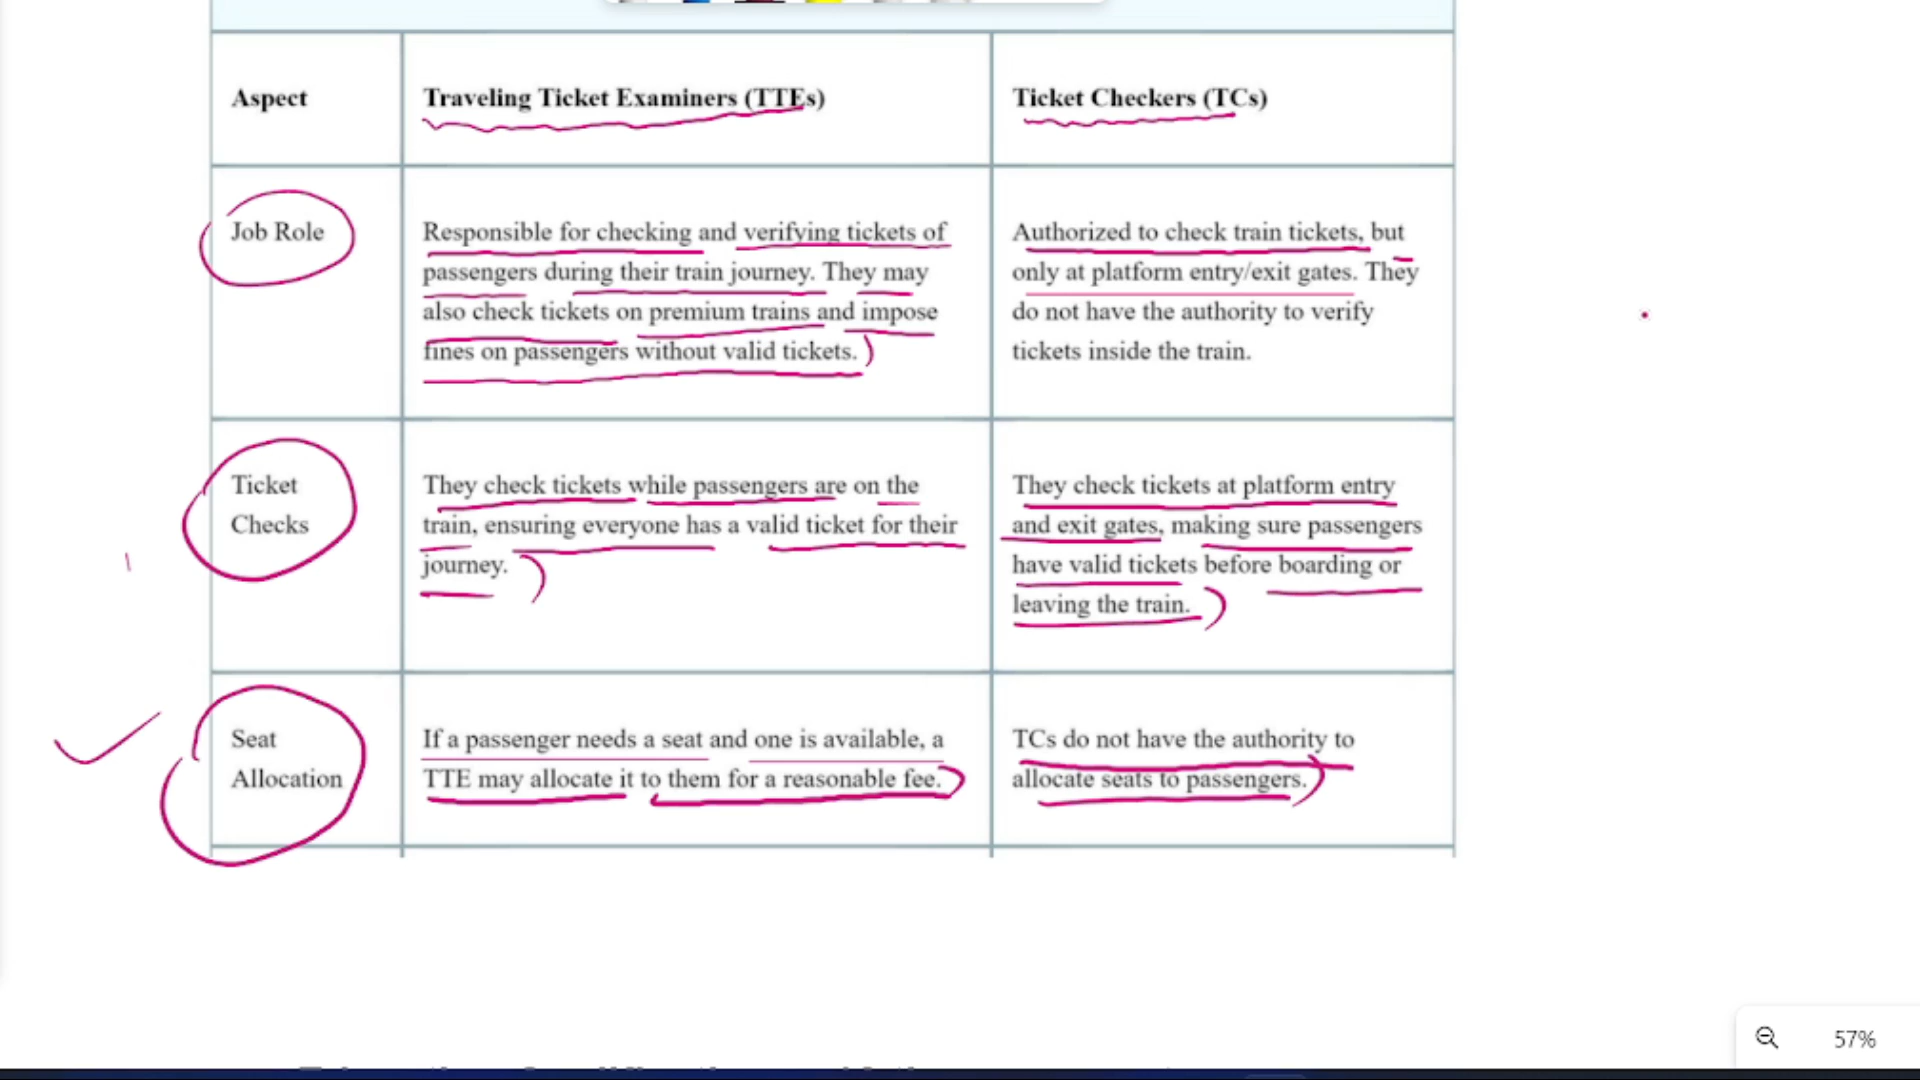 Aspect
Traveling Ticket Examiners (TTEs)
Ticket Checkers (TCs)
Job Role
Responsible for checking and verifying tickets of
passengers during their train journey. They may
also check tickets on premium trains and impose
fines on passengers without valid tickets.
Authorized to check train tickets, but
only at platform entry/exit gates. They
do not have the authority to verify
tickets inside the train.
Ticket
Checks
They check tickets while passengers are on the
train, ensuring everyone has a valid ticket for their
journey.
They check tickets at platform entry
and exit gates, making sure passengers
have valid tickets before boarding or
leaving the train.
Seat
Allocation
If a passenger needs a seat and one is available, a
TTE may allocate it to them for a reasonable fee.
TCs do not have the authority to
allocate seats to passengers.
57%